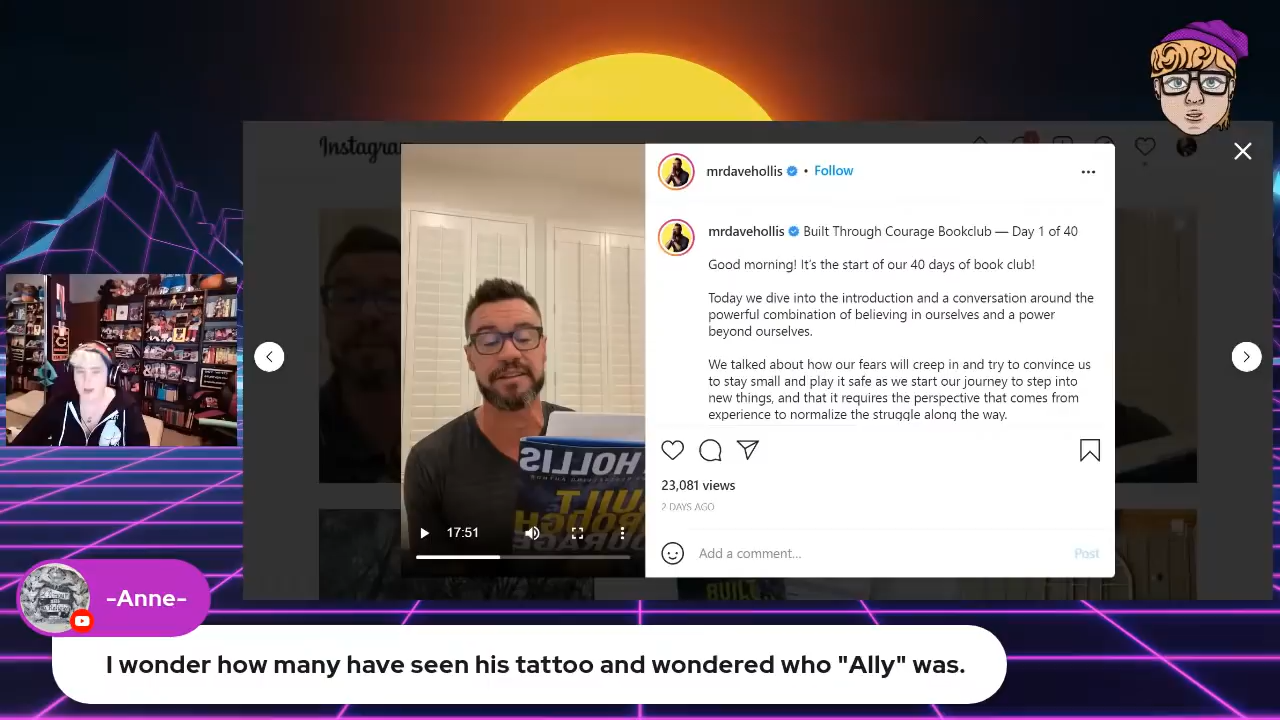 Instagram
mrdavehollis • Follow
mrdavehollis Built Through Courage Bookclub — Day 1 of 40
Good morning! It's the start of our 40 days of book club!
Today we dive into the introduction and a conversation around the
powerful combination of believing in ourselves and a power
beyond ourselves.
We talked about how our fears will creep in and try to convince us
to stay small and play it safe as we start our journey to step into
new things, and that it requires the perspective that comes from
experience to normalize the struggle along the way.
HOLLIS
BUILT
THROUGH
COURAGE
17:51
23,081 views
2 DAYS AGO
Add a comment...
Post
BUILT
-Anne-
I wonder how many have seen his tattoo and wondered who "Ally" was.